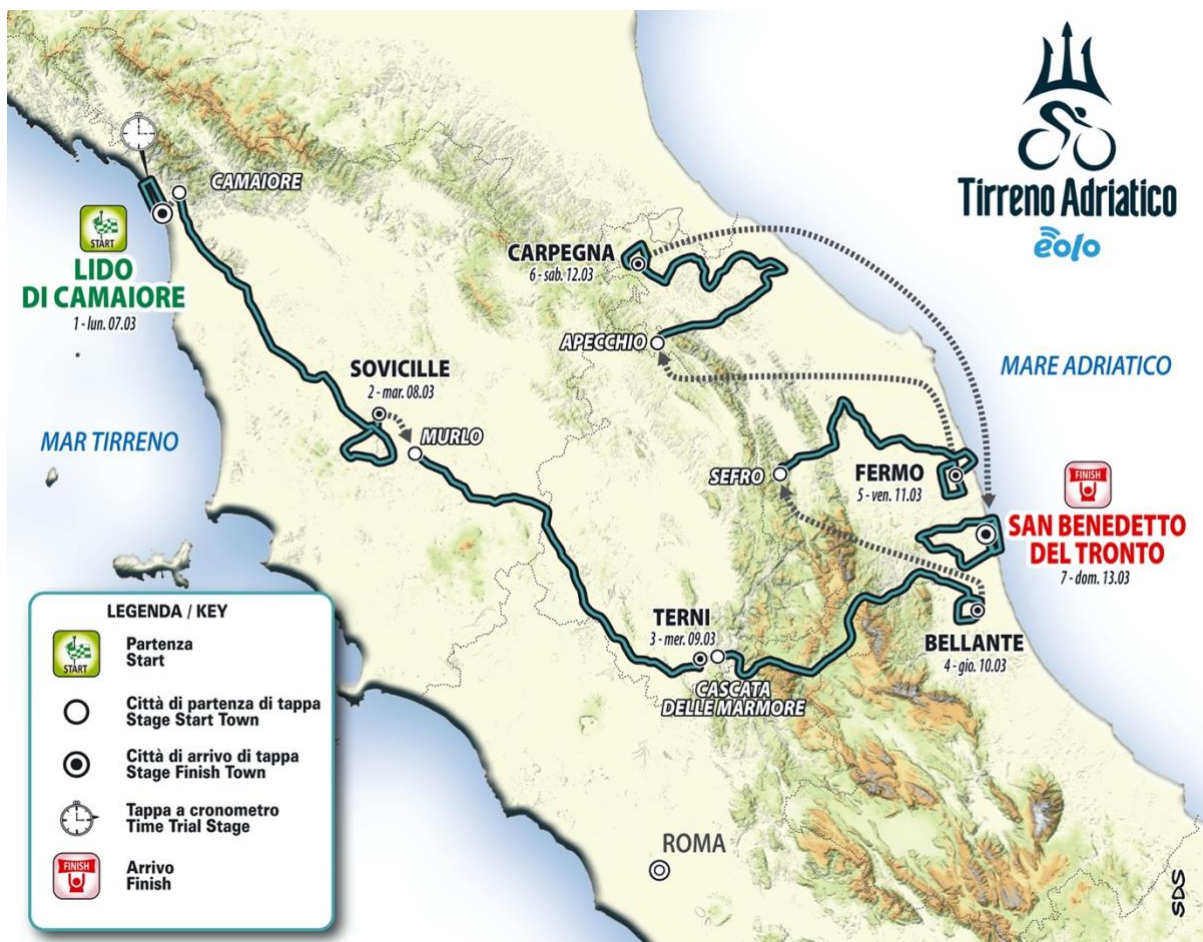 Tirreno Adriatico
eolo
CAMAIORE
START
LIDO
DI CAMAIORE
1 - lun. 07.03
CARPEGNA
6 - sab. 12.03
APECCHIO
MARE ADRIATICO
SOVICILLE
2 - mar. 08.03
MURLO
MAR TIRRENO
SEFRO
FERMO
5 - ven. 11.03
FINISH
SAN BENEDETTO
DEL TRONTO
7 - dom. 13.03
TERNI
3 - mer. 09.03
CASCATA
DELLE MARMORE
BELLANTE
4 - gio. 10.03
ROMA
LEGENDA / KEY
START
Partenza
Start
Città di partenza di tappa
Stage Start Town
Città di arrivo di tappa
Stage Finish Town
Tappa a cronometro
Time Trial Stage
FINISH
Arrivo
Finish
SDS